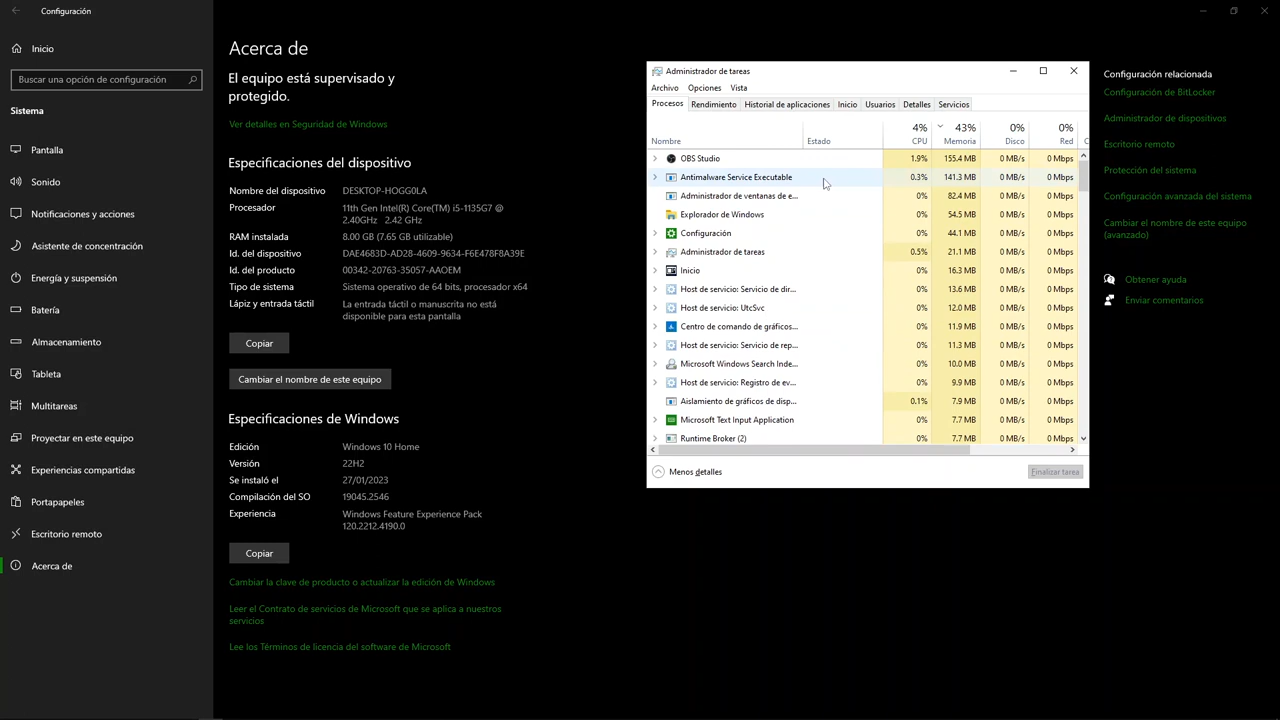 Configuración
Inicio
Buscar una opción de configuración
Sistema
Pantalla
Sonido
Notificaciones y acciones
Asistente de concentración
Energía y suspensión
Batería
Almacenamiento
Tableta
Multitareas
Proyectar en este equipo
Experiencias compartidas
Portapapeles
Escritorio remoto
Acerca de
Acerca de
El equipo está supervisado y
protegido.
Ver detalles en Seguridad de Windows
Especificaciones del dispositivo
Nombre del dispositivo DESKTOP-HOGG0LA
Procesador 11th Gen Intel(R) Core(TM) i5-1135G7 @
2.40GHz 2.42 GHz
RAM instalada 8.00 GB (7.65 GB utilizable)
Id. del dispositivo DAE4683D-AD28-4609-9634-F6E478F8A39E
Id. del producto 00342-20763-35057-AAOEM
Tipo de sistema Sistema operativo de 64 bits, procesador x64
Lápiz y entrada táctil La entrada táctil o manuscrita no está
disponible para esta pantalla
Copiar
Cambiar el nombre de este equipo
Especificaciones de Windows
Edición Windows 10 Home
Versión 22H2
Se instaló el 27/01/2023
Compilación del SO 19045.2546
Experiencia Windows Feature Experience Pack
120.2212.4190.0
Copiar
Cambiar la clave de producto o actualizar la edición de Windows
Leer el Contrato de servicios de Microsoft que se aplica a nuestros
servicios
Lee los Términos de licencia del software de Microsoft
Administrador de tareas
Archivo Opciones Vista
Procesos Rendimiento Historial de aplicaciones Inicio Usuarios Detalles Servicios
4% 43% 0% 0%
Nombre Estado CPU Memoria Disco Red C
OBS Studio 1.9% 155.4 MB 0 MB/s 0 Mbps
Antimalware Service Executable 0.3% 141.3 MB 0 MB/s 0 Mbps
Administrador de ventanas de e... 0% 82.4 MB 0 MB/s 0 Mbps
Explorador de Windows 0% 54.5 MB 0 MB/s 0 Mbps
Configuración 0% 44.1 MB 0 MB/s 0 Mbps
Administrador de tareas 0.5% 21.1 MB 0 MB/s 0 Mbps
Inicio 0% 16.3 MB 0 MB/s 0 Mbps
Host de servicio: Servicio de dir... 0% 13.6 MB 0 MB/s 0 Mbps
Host de servicio: UtcSvc 0% 12.0 MB 0 MB/s 0 Mbps
Centro de comando de gráficos... 0% 11.9 MB 0 MB/s 0 Mbps
Host de servicio: Servicio de rep... 0% 11.3 MB 0 MB/s 0 Mbps
Microsoft Windows Search Inde... 0% 10.0 MB 0 MB/s 0 Mbps
Host de servicio: Registro de ev... 0% 9.9 MB 0 MB/s 0 Mbps
Aislamiento de gráficos de disp... 0.1% 7.9 MB 0 MB/s 0 Mbps
Microsoft Text Input Application 0% 7.7 MB 0 MB/s 0 Mbps
Runtime Broker (2) 0% 7.7 MB 0 MB/s 0 Mbps
Menos detalles
Finalizar tarea
Configuración relacionada
Configuración de BitLocker
Administrador de dispositivos
Escritorio remoto
Protección del sistema
Configuración avanzada del sistema
Cambiar el nombre de este equipo
(avanzado)
Obtener ayuda
Enviar comentarios